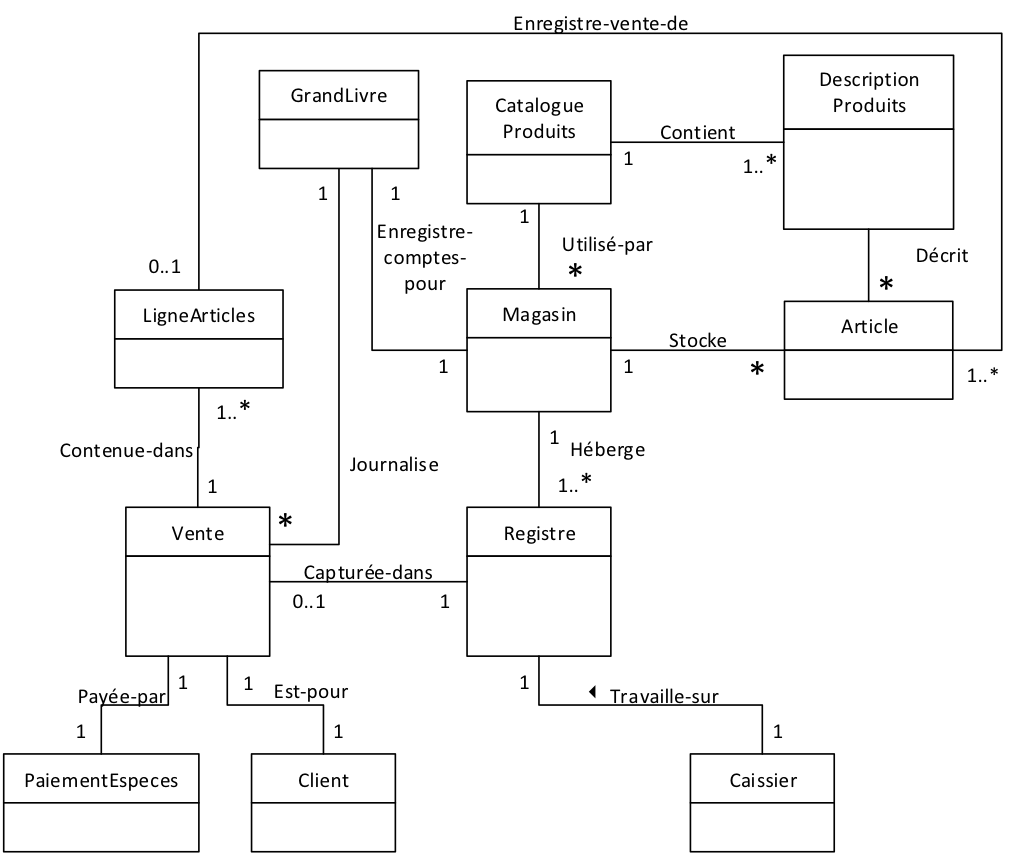 Enregistre-vente-de
GrandLivre
Catalogue
Produits
Description
Produits
Contient
1
1..*
1
1
1
Enregistre-
comptes-
pour
Utilisé-par
*
Décrit
*
0..1
LigneArticles
Magasin
Article
Stocke
1
1
*
1..*
1..*
Contenue-dans
1
1
Héberge
1..*
Journalise
*
Vente
Registre
Capturée-dans
0..1
1
1
1
Est-pour
Payée-par
1
1
1
Travaille-sur
1
PaiementEspeces
Client
Caissier